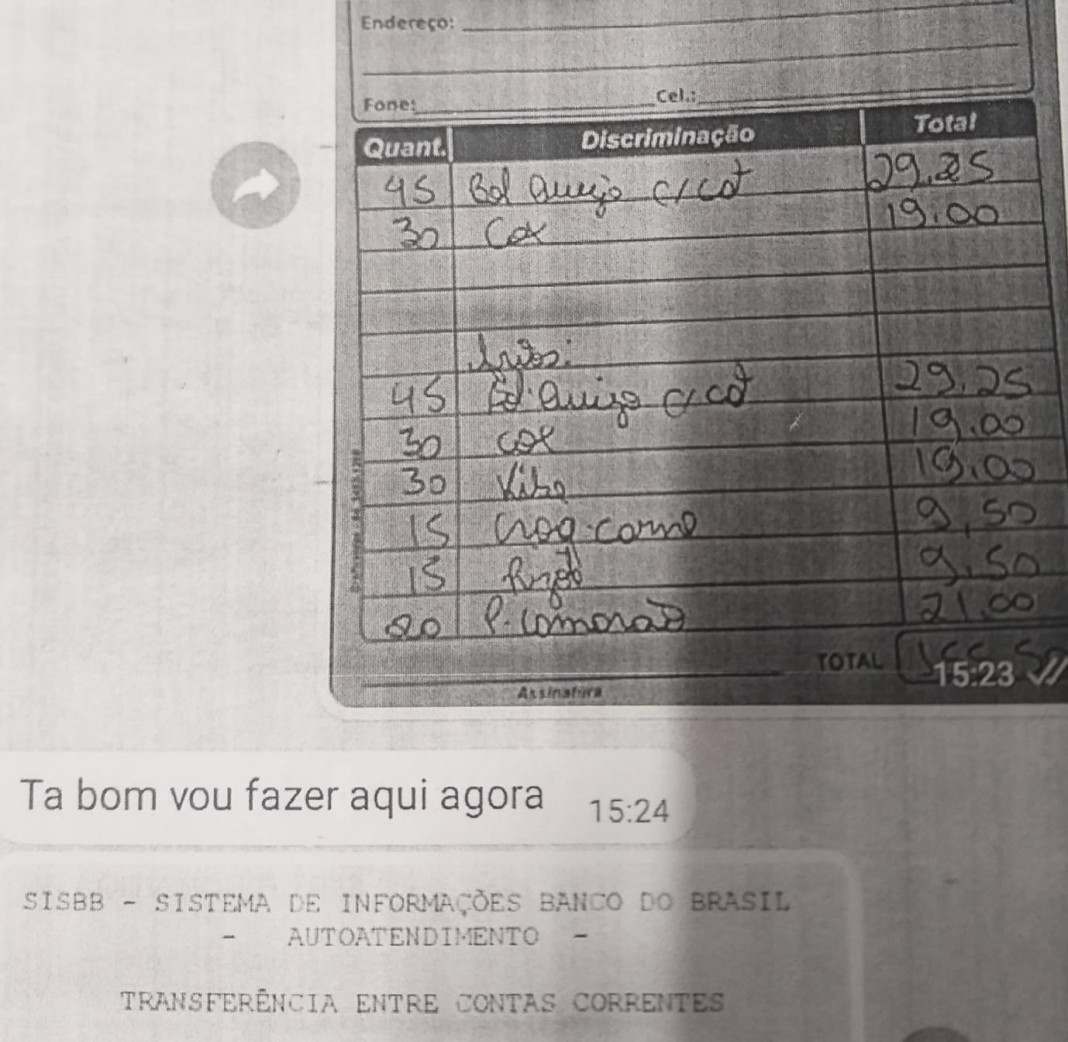 Endereço:
Fone: Cel.:
Quant. Discriminação Total
45 Bol Queijo c/cat 29,25
30 Cox 19,00
45 Queijo c/cat 29,25
30 cox 19,00
30 Kibe 19,00
15 Croq. carne 9,50
15 9,50
20 P. Camarão 21,00
TOTAL
15:23
Assinatura
Ta bom vou fazer aqui agora 15:24
SISBB - SISTEMA DE INFORMAÇÕES BANCO DO BRASIL
- AUTOATENDIMENTO -
TRANSFERÊNCIA ENTRE CONTAS CORRENTES